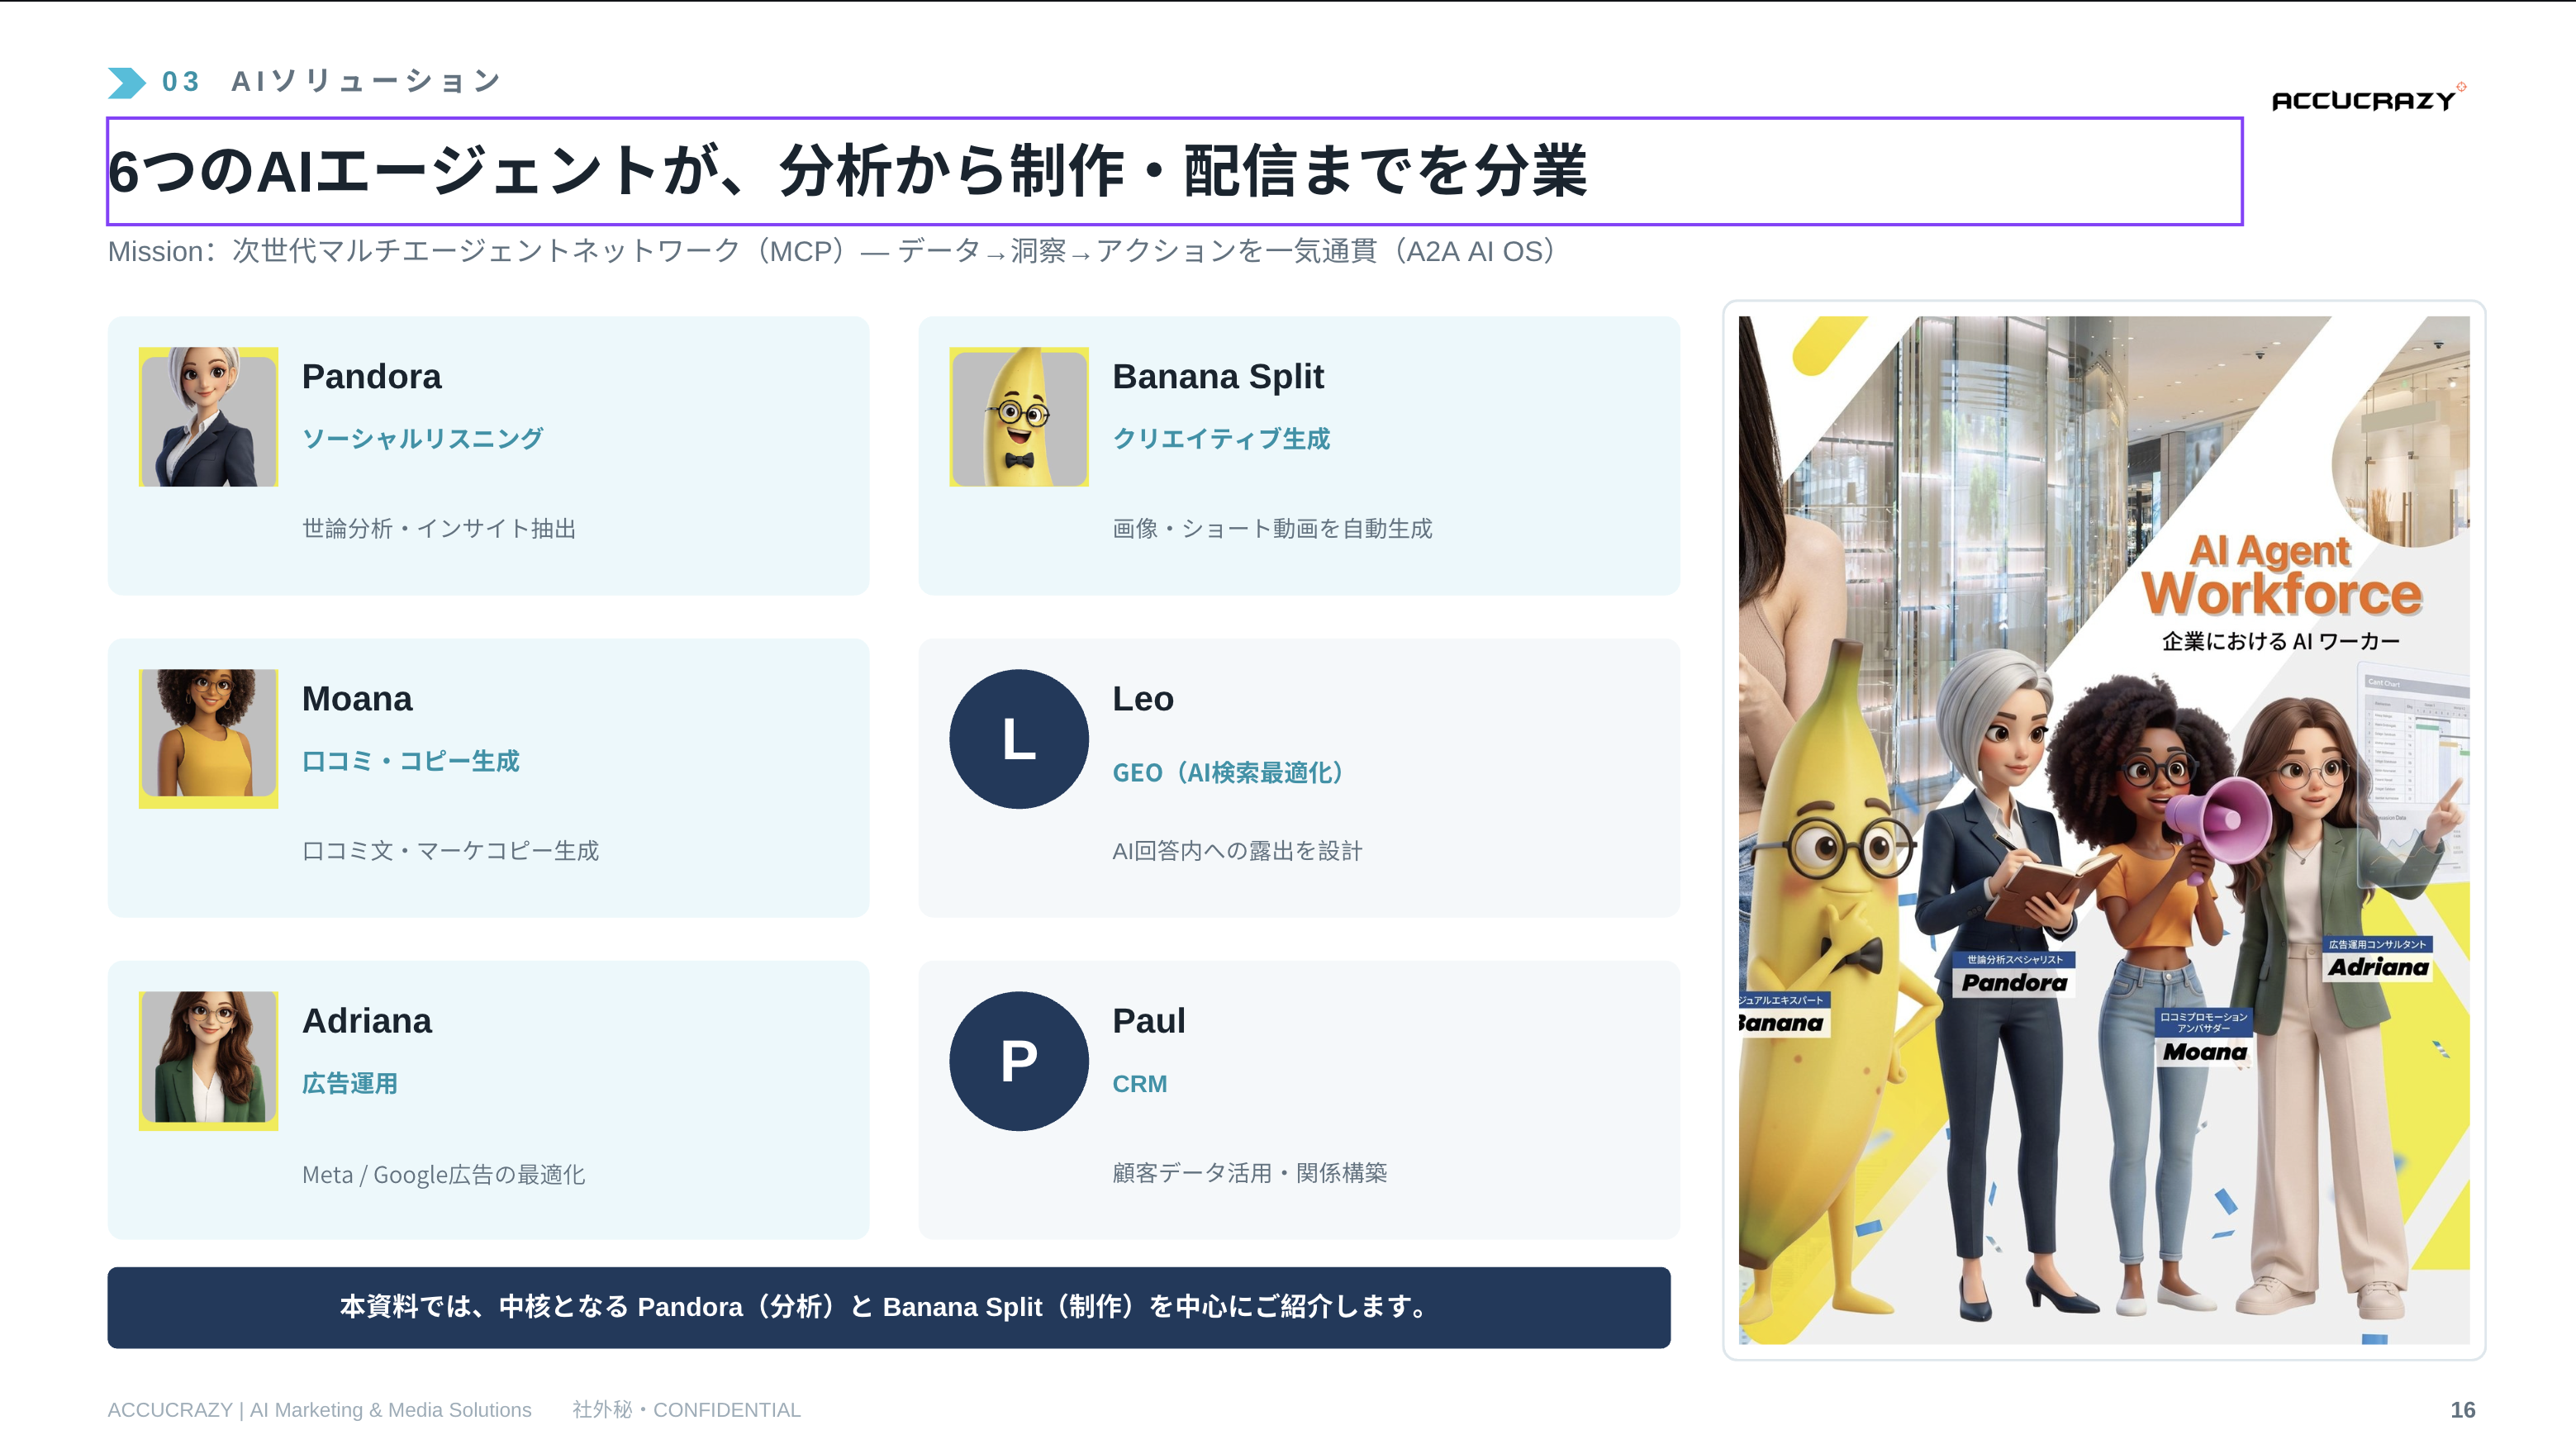 03 AIソリューション
ACCUCRAZY
6つのAIエージェントが、分析から制作・配信までを分業
Mission：次世代マルチエージェントネットワーク（MCP）— データ→洞察→アクションを一気通貫（A2A AI OS）
Pandora
ソーシャルリスニング
世論分析・インサイト抽出
Banana Split
クリエイティブ生成
画像・ショート動画を自動生成
Moana
口コミ・コピー生成
口コミ文・マーケコピー生成
L
Leo
GEO（AI検索最適化）
AI回答内への露出を設計
Adriana
広告運用
Meta / Google広告の最適化
P
Paul
CRM
顧客データ活用・関係構築
AI Agent
Workforce
企業における AI ワーカー
Gant Chart
広告運用コンサルタント
Adriana
世論分析スペシャリスト
Pandora
ジュアルエキスパート
Banana
口コミプロモーション
アンバサダー
Moana
本資料では、中核となる Pandora（分析）と Banana Split（制作）を中心にご紹介します。
ACCUCRAZY | AI Marketing & Media Solutions 社外秘・CONFIDENTIAL
16